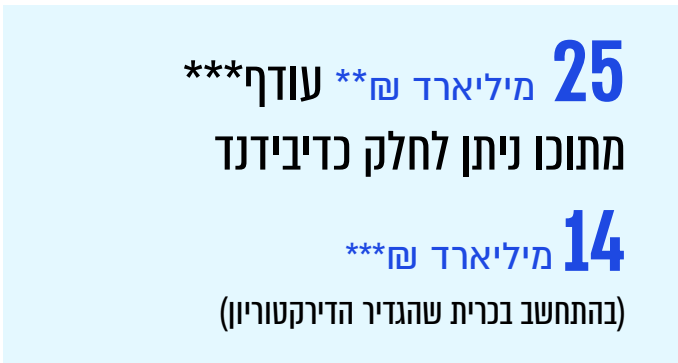 25 מיליארד ₪** עודף***
מתוכו ניתן לחלק כדיבידנד
14 מיליארד ₪***
(בהתחשב בכרית שהגדיר הדירקטוריון)